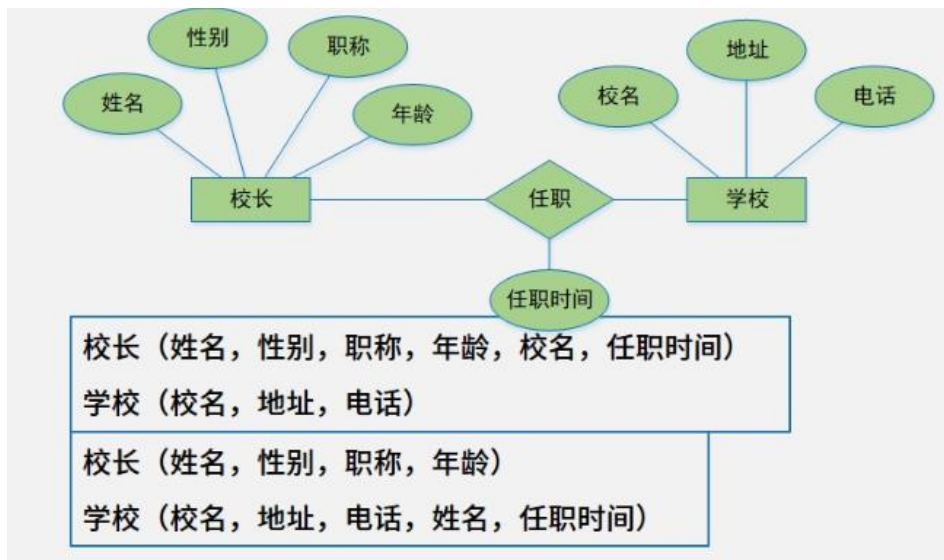 性别
职称
地址
姓名
年龄
校名
电话
校长
任职
学校
任职时间
校长（姓名，性别，职称，年龄，校名，任职时间）
学校（校名，地址，电话）
校长（姓名，性别，职称，年龄）
学校（校名，地址，电话，姓名，任职时间）